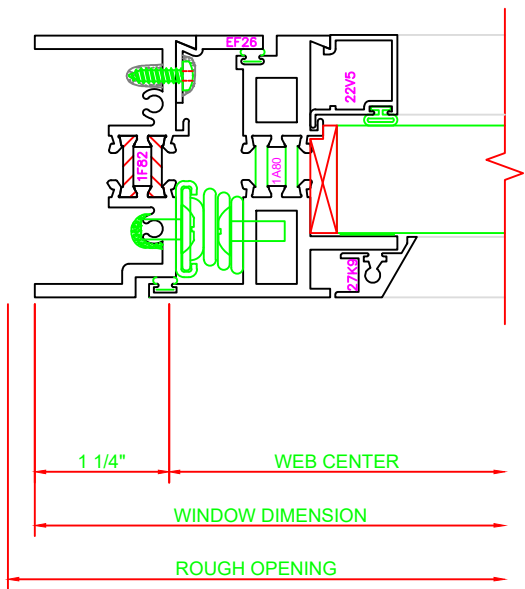 EF26
22V5
1F82
1A80
27K9
1 1/4"
WEB CENTER
WINDOW DIMENSION
ROUGH OPENING